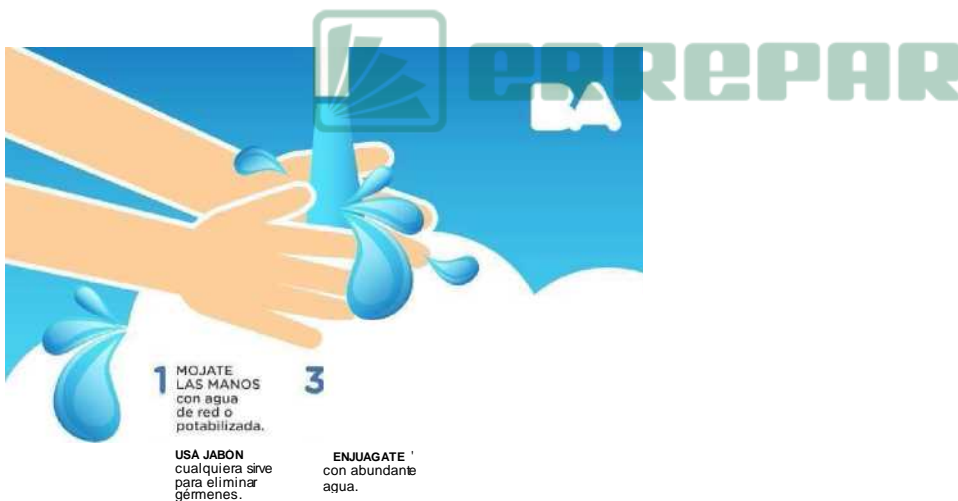 errepar
BA
1 MOJATE
LAS MANOS
con agua
de red o
potabilizada.
USA JABON
cualquiera sirve
para eliminar
gérmenes.
3
ENJUAGATE '
con abundante
agua.